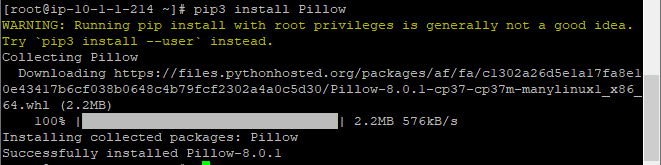 [root@ip-10-1-1-214 ~]# pip3 install Pillow
WARNING: Running pip install with root privileges is generally not a good idea.
Try `pip3 install --user` instead.
Collecting Pillow
  Downloading https://files.pythonhosted.org/packages/af/fa/c1302a26d5e1a17fa8e1
0e43417b6cf038b0648c4b79fcf2302a4a0c5d30/Pillow-8.0.1-cp37-cp37m-manylinux1_x86_
64.whl (2.2MB)
    100% |████████████████████████████████| 2.2MB 576kB/s
Installing collected packages: Pillow
Successfully installed Pillow-8.0.1